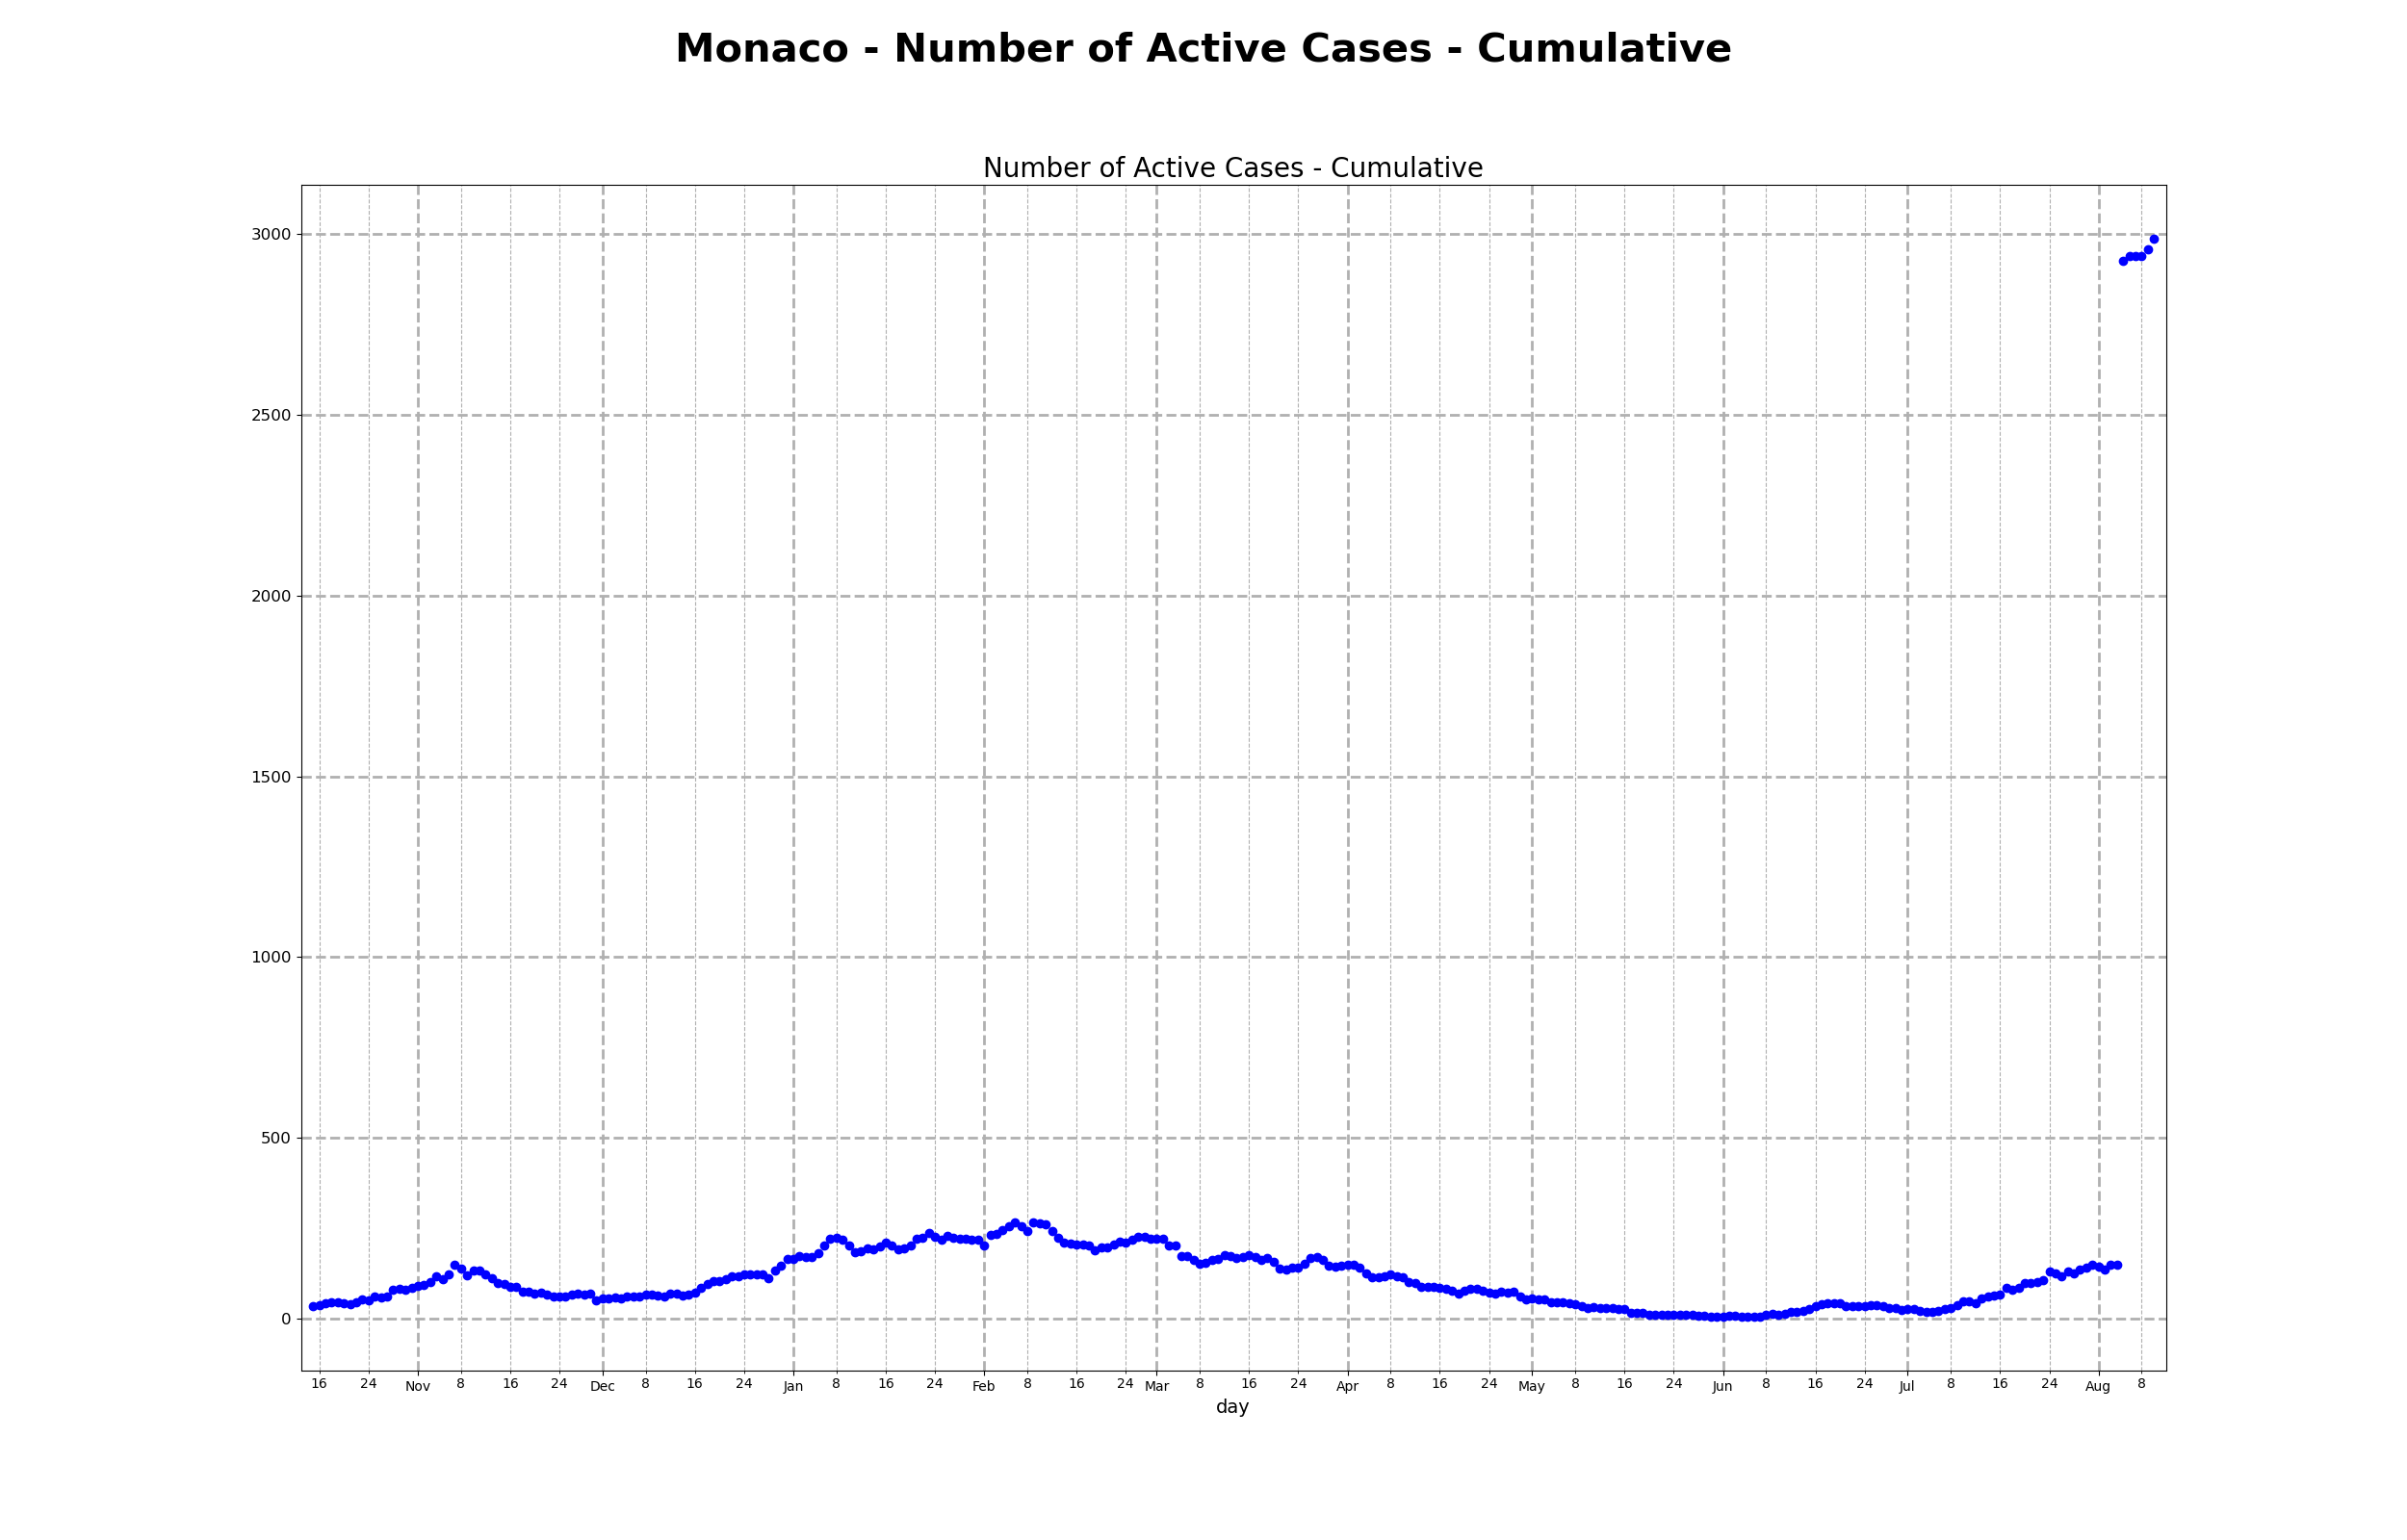 Monaco - Number of Active Cases - Cumulative
Number of Active Cases - Cumulative
3000
2500
2000
1500
1000
500
0
16 24 Nov 8 16 24 Dec 8 16 24 Jan 8 16 24 Feb 8 16 24 Mar 8 16 24 Apr 8 16 24 May 8 16 24 Jun 8 16 24 Jul 8 16 24 Aug 8
day